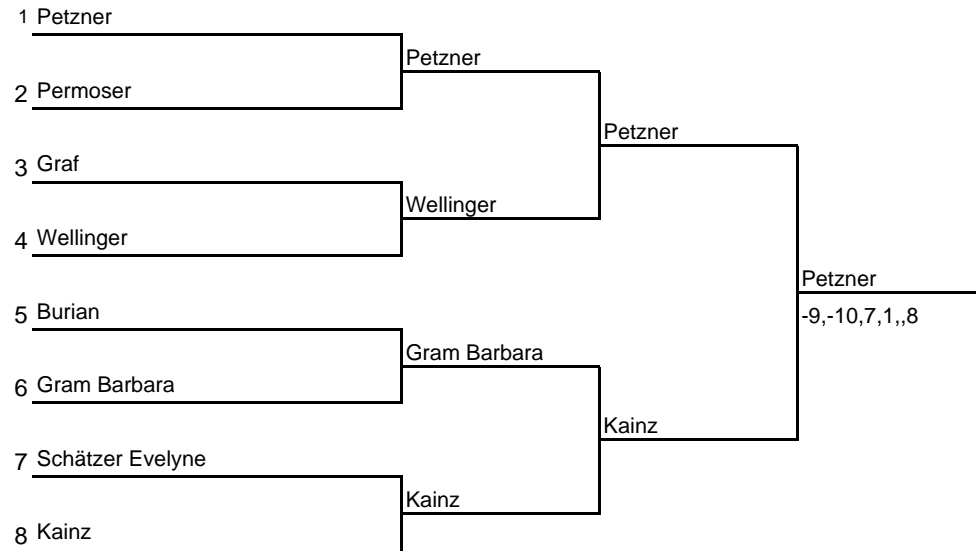 1 Petzner
Petzner
2 Permoser
Petzner
3 Graf
Wellinger
4 Wellinger
Petzner
-9,-10,7,1,,8
5 Burian
Gram Barbara
6 Gram Barbara
Kainz
7 Schätzer Evelyne
Kainz
8 Kainz